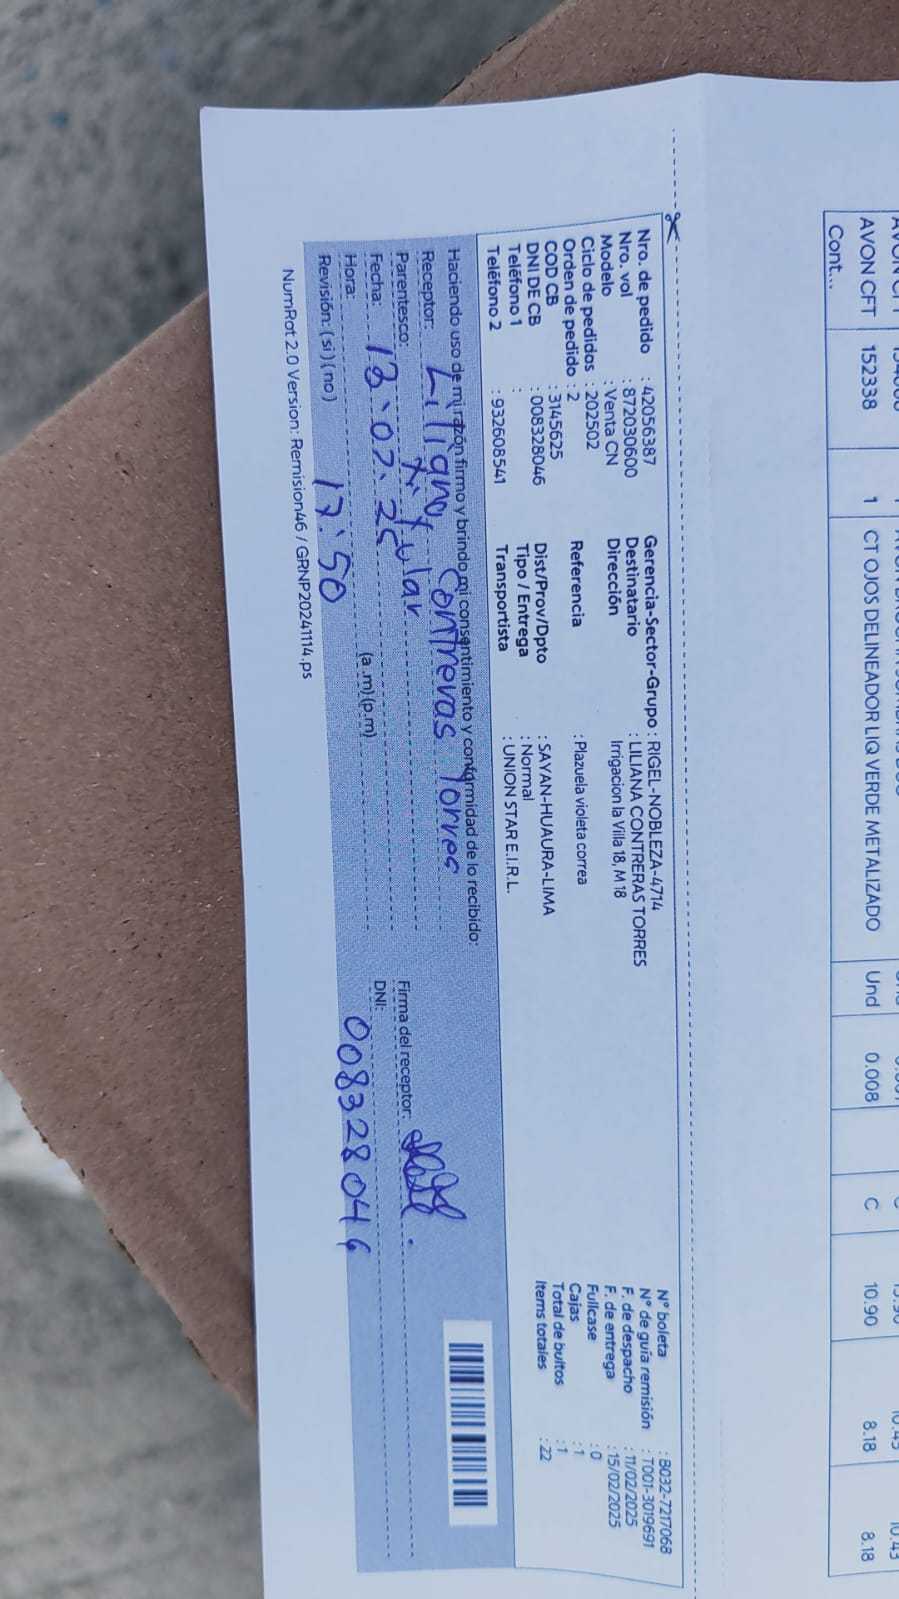 AVON CFT 152338 1 CT OJOS DELINEADOR LIQ VERDE METALIZADO Und 0.008 C 10.90 8.18 8.18
Cont...
Nro. de pedido : 42056387 Gerencia-Sector-Grupo : RIGEL-NOBLEZA-4714 N° boleta : B032-7217068
Nro. vol : 872030600 Destinatario : LILIANA CONTRERAS TORRES N° de guía remisión : T001-3019691
Modelo : Venta CN Dirección Irrigacion la Villa 18, M 18 F. de despacho : 11/02/2025
Ciclo de pedidos : 202502 F. de entrega : 15/02/2025
Orden de pedido : 2 Referencia : Plazuela violeta correa Fullcase : 0
COD CB : 3145625 Cajas : 1
DNI DE CB : 008328046 Dist/Prov/Dpto : SAYAN-HUAURA-LIMA Total de bultos : 1
Teléfono 1 : Tipo / Entrega : Normal Items totales : 22
Teléfono 2 : 932608541 Transportista : UNION STAR E.I.R.L.
Haciendo uso de mi razón firmo y brindo mi consentimiento y conformidad de lo recibido:
Receptor: Liliana Contreras Torres
Parentesco: Titular Firma del receptor:
Fecha: 13.02.25 DNI: 008328046
Hora: 17:50 (a.m) (p.m)
Revisión: (si) (no)
NumRot 2.0 Version: Remision46 / GRNP20241114.ps